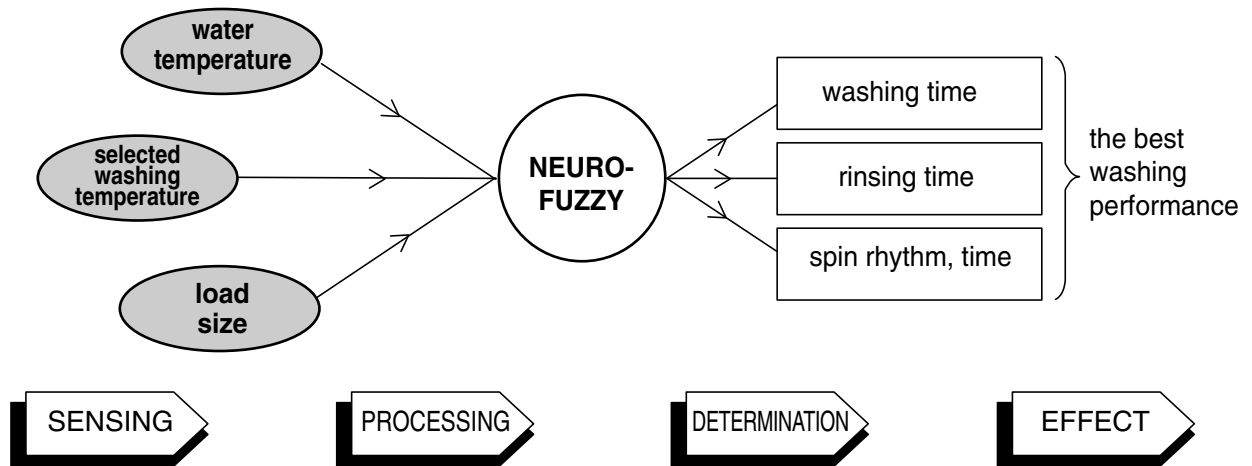 water
temperature
selected
washing
temperature
load
size
NEURO-
FUZZY
washing time
rinsing time
spin rhythm, time
the best
washing
performance
SENSING
PROCESSING
DETERMINATION
EFFECT